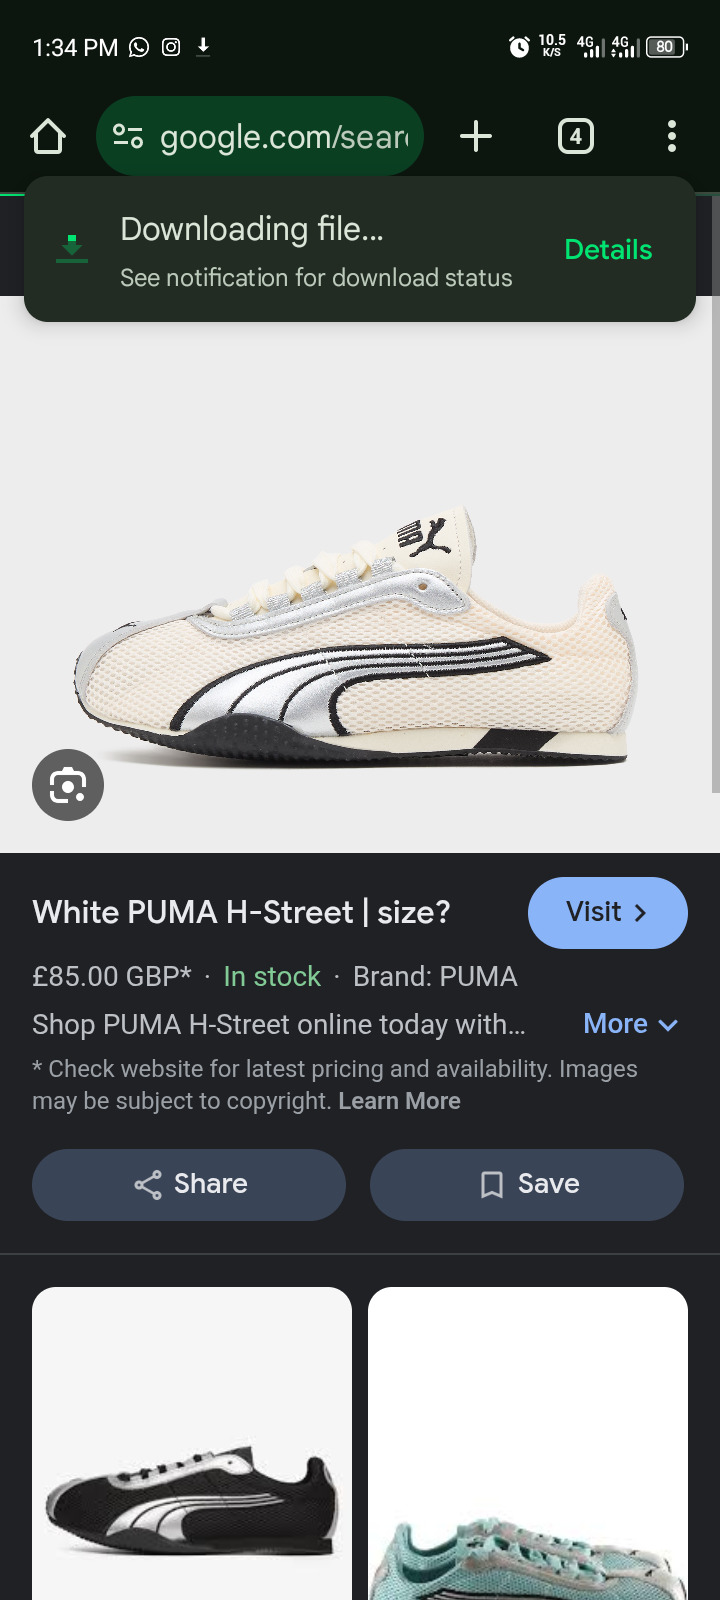 1:34 PM
10.5
K/S
4G
4G
80
google.com/sear
4
Downloading file...
See notification for download status
Details
White PUMA H-Street | size?
Visit
£85.00 GBP* · In stock · Brand: PUMA
Shop PUMA H-Street online today with...
More
* Check website for latest pricing and availability. Images
may be subject to copyright. Learn More
Share
Save